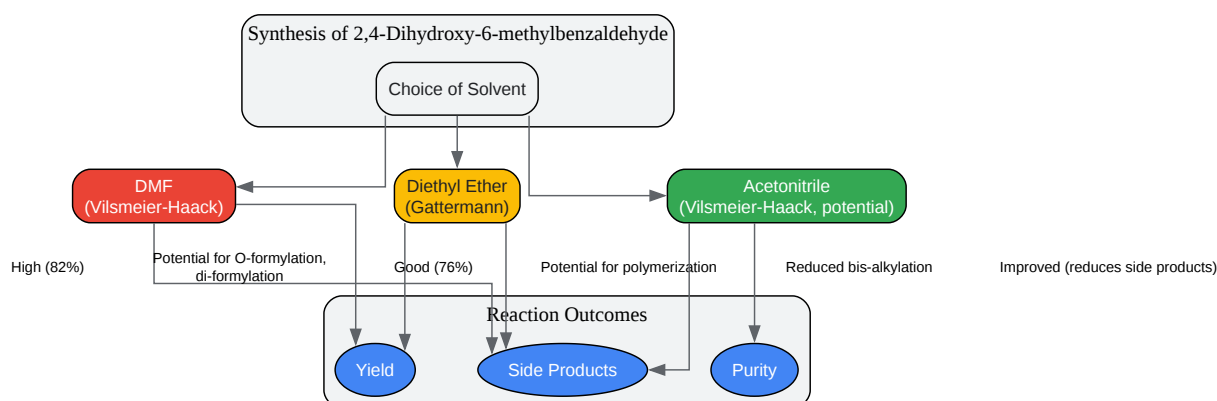 Synthesis of 2,4-Dihydroxy-6-methylbenzaldehyde
Choice of Solvent
DMF
(Vilsmeier-Haack)
Diethyl Ether
(Gattermann)
Acetonitrile
(Vilsmeier-Haack, potential)
High (82%)
Potential for O-formylation,
di-formylation
Good (76%)
Potential for polymerization
Reduced bis-alkylation
Improved (reduces side products)
Reaction Outcomes
Yield
Side Products
Purity